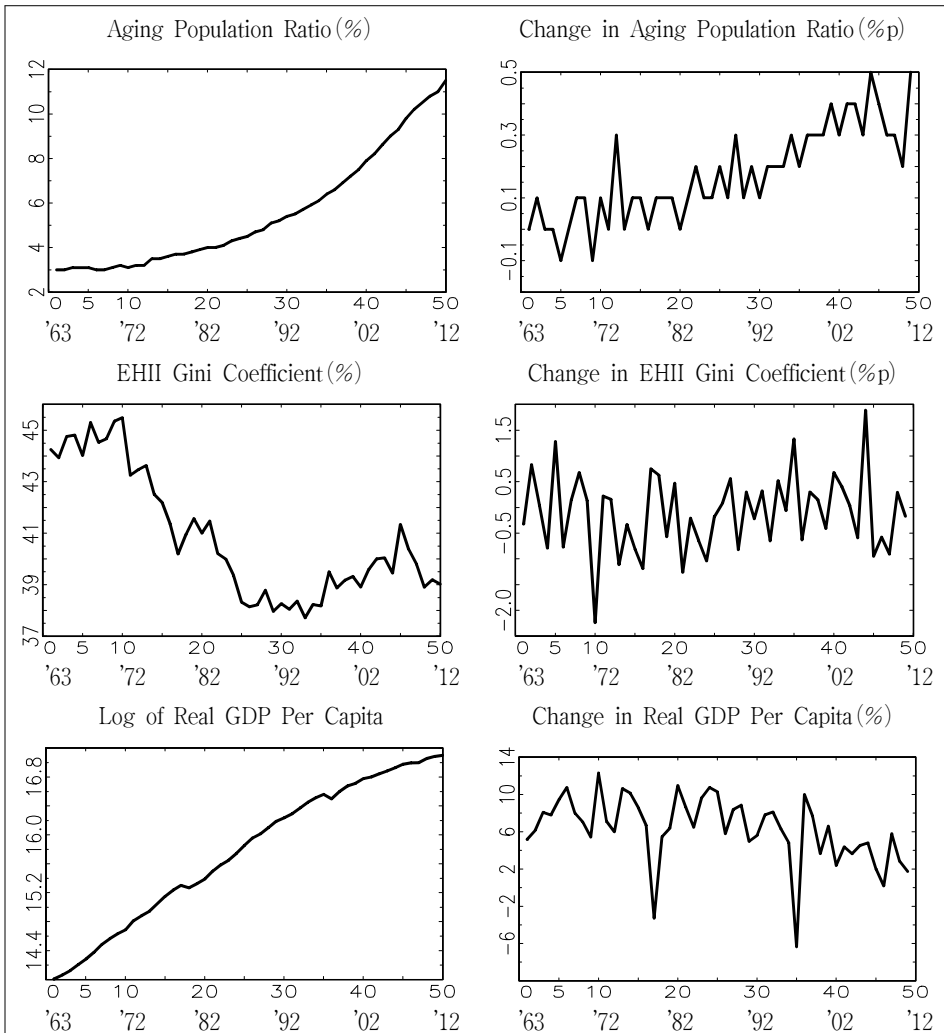 Aging Population Ratio(%)
12
10
8
6
4
2
0 5 10 20 30 40 50
'63 '72 '82 '92 '02 '12
Change in Aging Population Ratio(%p)
0.5
0.3
0.1
-0.1
0 5 10 20 30 40 50
'63 '72 '82 '92 '02 '12
EHII Gini Coefficient(%)
45
43
41
39
37
0 5 10 20 30 40 50
'63 '72 '82 '92 '02 '12
Change in EHII Gini Coefficient(%p)
1.5
0.5
-0.5
-2.0
0 5 10 20 30 40 50
'63 '72 '82 '92 '02 '12
Log of Real GDP Per Capita
16.8
16.0
15.2
14.4
0 5 10 20 30 40 50
'63 '72 '82 '92 '02 '12
Change in Real GDP Per Capita(%)
14
10
6
2
-2
-6
0 5 10 20 30 40 50
'63 '72 '82 '92 '02 '12